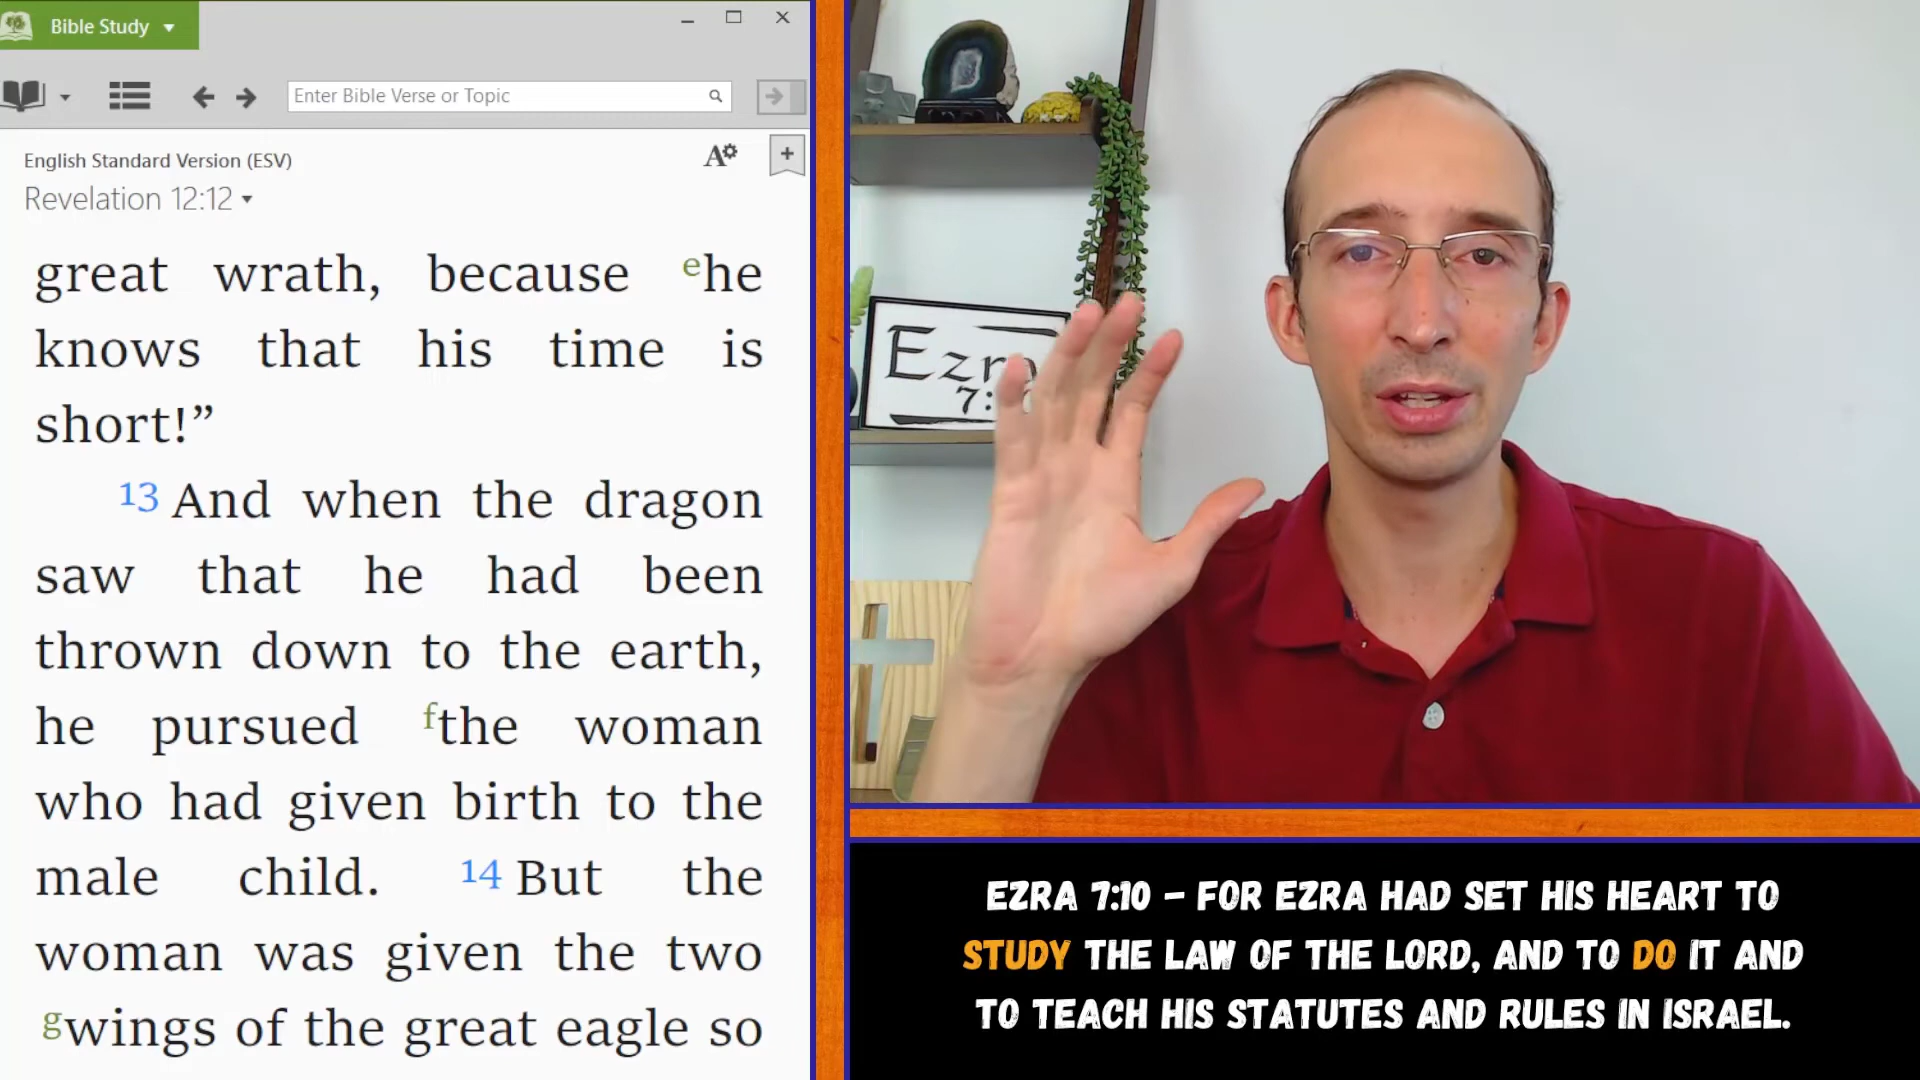 Bible Study
Enter Bible Verse or Topic
English Standard Version (ESV)
Revelation 12:12
great wrath, because ehe
knows that his time is
short!”
13 And when the dragon
saw that he had been
thrown down to the earth,
he pursued fthe woman
who had given birth to the
male child. 14 But the
woman was given the two
gwings of the great eagle so
Ezra
7:
EZRA 7:10 – FOR EZRA HAD SET HIS HEART TO
STUDY THE LAW OF THE LORD, AND TO DO IT AND
TO TEACH HIS STATUTES AND RULES IN ISRAEL.